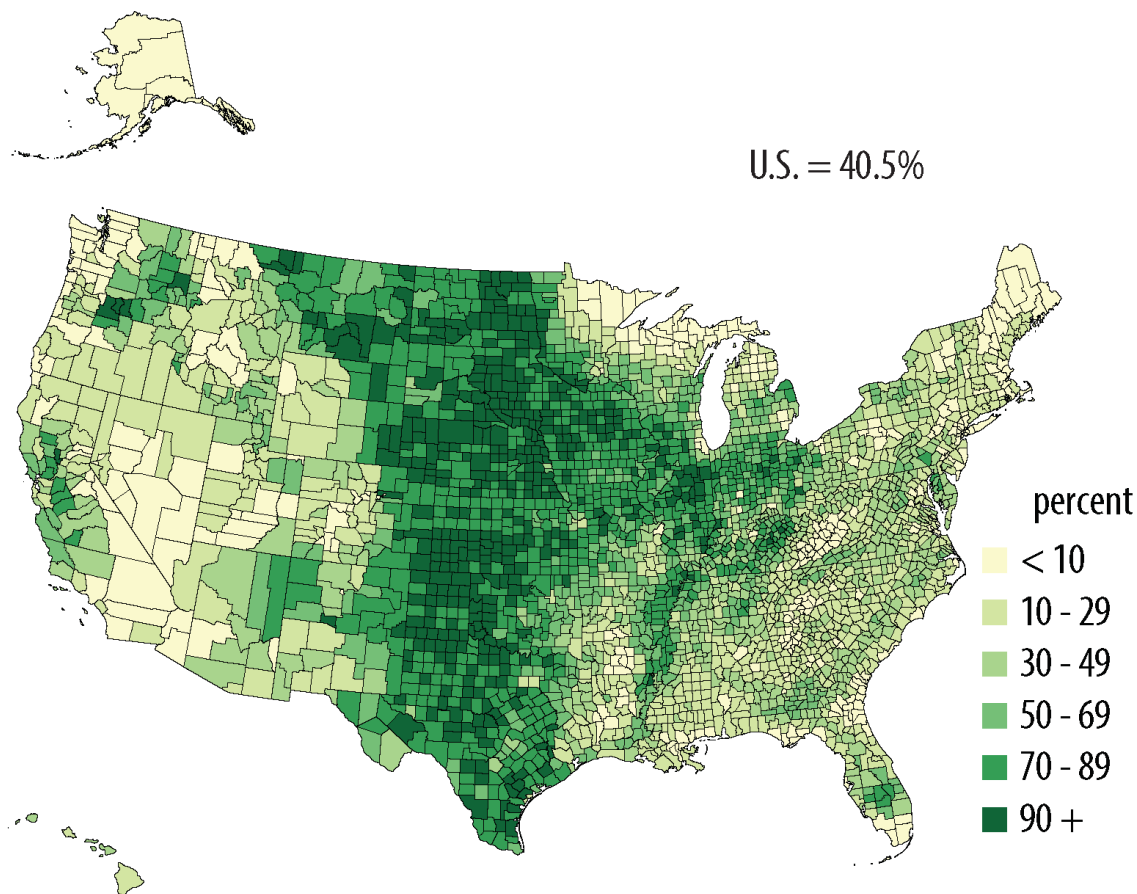 U.S. = 40.5%
percent
< 10
10 - 29
30 - 49
50 - 69
70 - 89
90 +